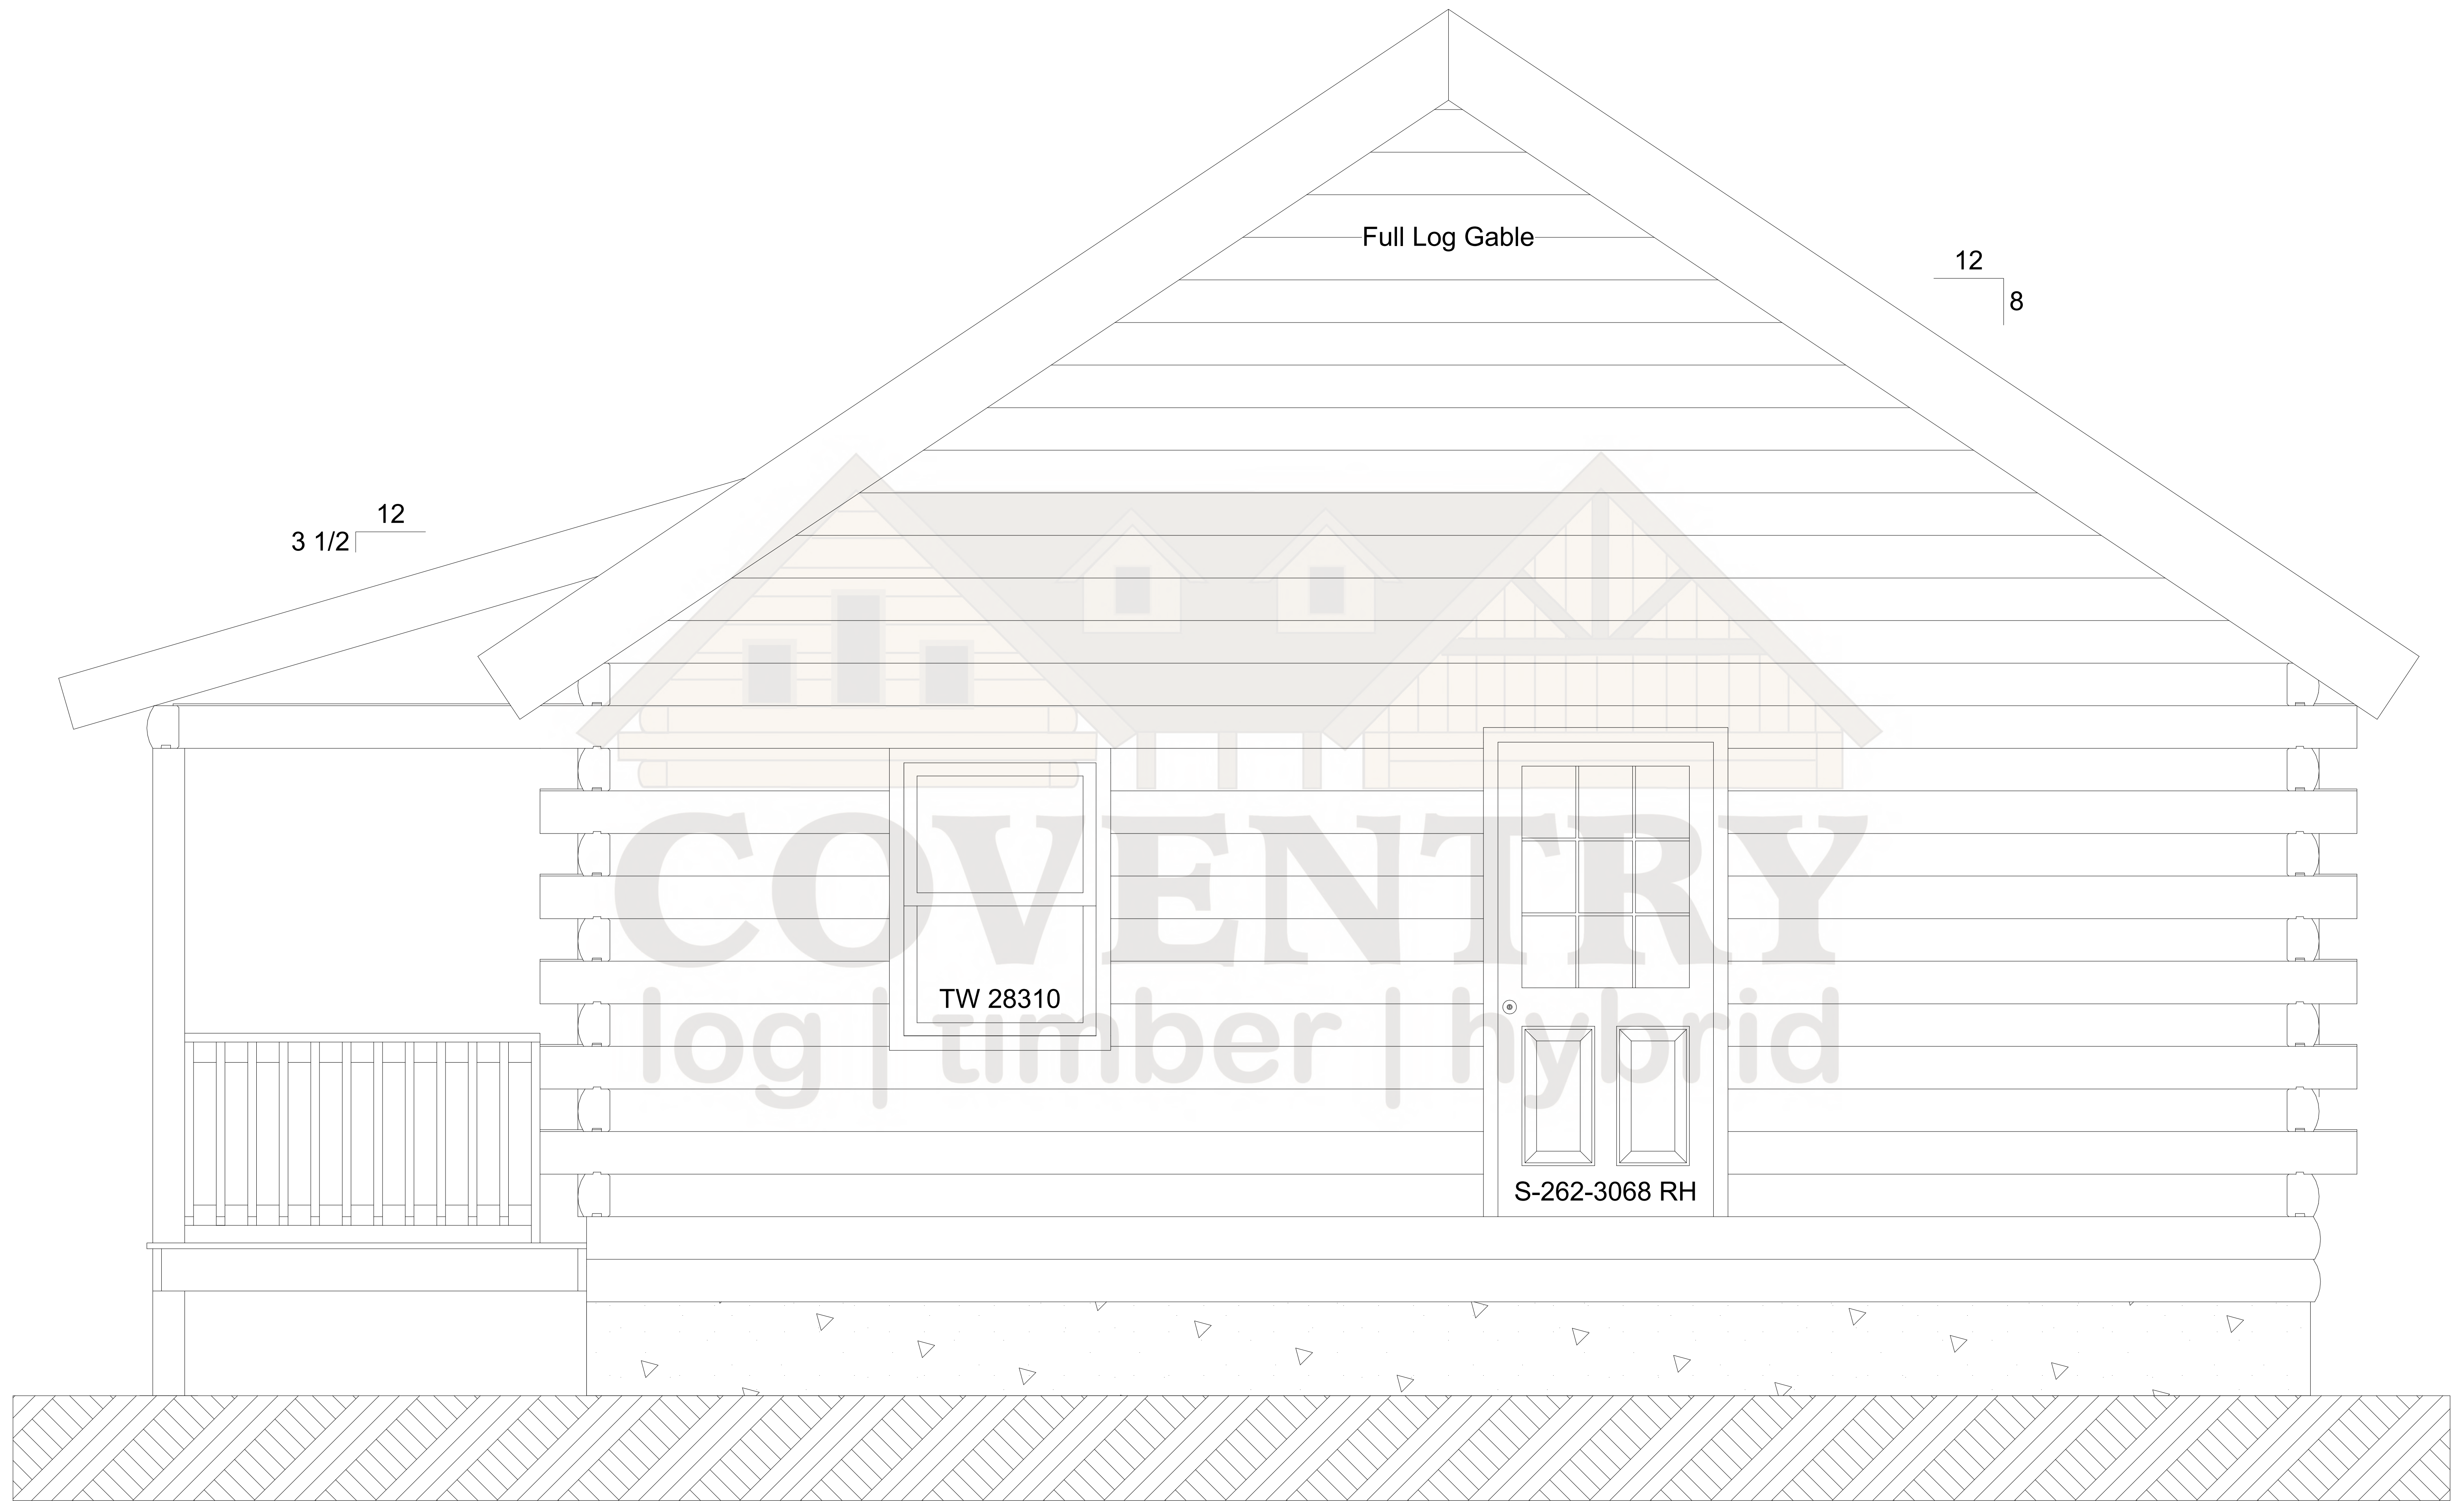 Full Log Gable
12
8
12
3 1/2
COVENTRY
log | timber | hybrid
TW 28310
S-262-3068 RH